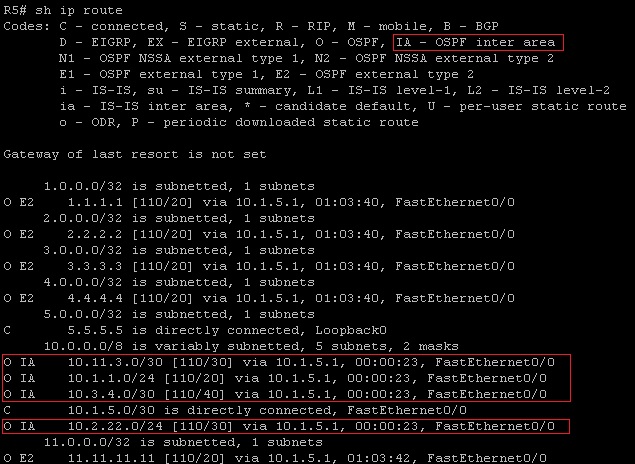 R5# sh ip route
Codes: C - connected, S - static, R - RIP, M - mobile, B - BGP
D - EIGRP, EX - EIGRP external, O - OSPF, IA - OSPF inter area
N1 - OSPF NSSA external type 1, N2 - OSPF NSSA external type 2
E1 - OSPF external type 1, E2 - OSPF external type 2
i - IS-IS, su - IS-IS summary, L1 - IS-IS level-1, L2 - IS-IS level-2
ia - IS-IS inter area, * - candidate default, U - per-user static route
o - ODR, P - periodic downloaded static route
Gateway of last resort is not set
1.0.0.0/32 is subnetted, 1 subnets
O E2 1.1.1.1 [110/20] via 10.1.5.1, 01:03:40, FastEthernet0/0
2.0.0.0/32 is subnetted, 1 subnets
O E2 2.2.2.2 [110/20] via 10.1.5.1, 01:03:40, FastEthernet0/0
3.0.0.0/32 is subnetted, 1 subnets
O E2 3.3.3.3 [110/20] via 10.1.5.1, 01:03:40, FastEthernet0/0
4.0.0.0/32 is subnetted, 1 subnets
O E2 4.4.4.4 [110/20] via 10.1.5.1, 01:03:40, FastEthernet0/0
5.0.0.0/32 is subnetted, 1 subnets
C 5.5.5.5 is directly connected, Loopback0
10.0.0.0/8 is variably subnetted, 5 subnets, 2 masks
O IA 10.11.3.0/30 [110/30] via 10.1.5.1, 00:00:23, FastEthernet0/0
O IA 10.1.1.0/24 [110/20] via 10.1.5.1, 00:00:23, FastEthernet0/0
O IA 10.3.4.0/30 [110/40] via 10.1.5.1, 00:00:23, FastEthernet0/0
C 10.1.5.0/30 is directly connected, FastEthernet0/0
O IA 10.2.22.0/24 [110/30] via 10.1.5.1, 00:00:23, FastEthernet0/0
11.0.0.0/32 is subnetted, 1 subnets
O E2 11.11.11.11 [110/20] via 10.1.5.1, 01:03:42, FastEthernet0/0